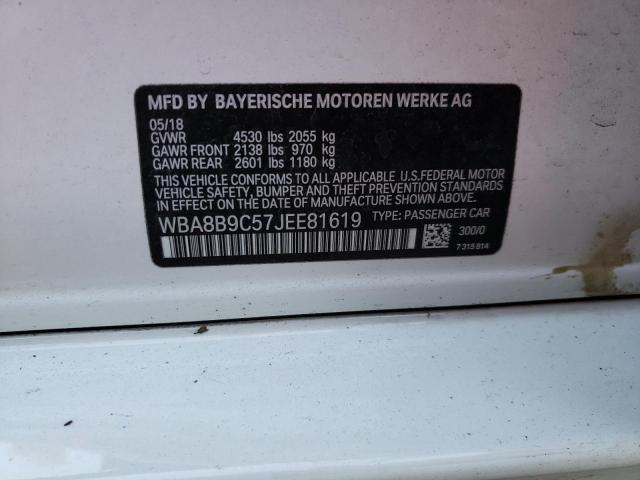 MFD BY BAYERISCHE MOTOREN WERKE AG
05/18
GVWR 4530 lbs 2055 kg
GAWR FRONT 2138 lbs 970 kg
GAWR REAR 2601 lbs 1180 kg
THIS VEHICLE CONFORMS TO ALL APPLICABLE U.S.FEDERAL MOTOR
VEHICLE SAFETY, BUMPER, AND THEFT PREVENTION STANDARDS IN EFFECT
ON THE DATE OF MANUFACTURE SHOWN ABOVE.
WBA8B9C57JEE81619 TYPE: PASSENGER CAR
300/0
7 315 814